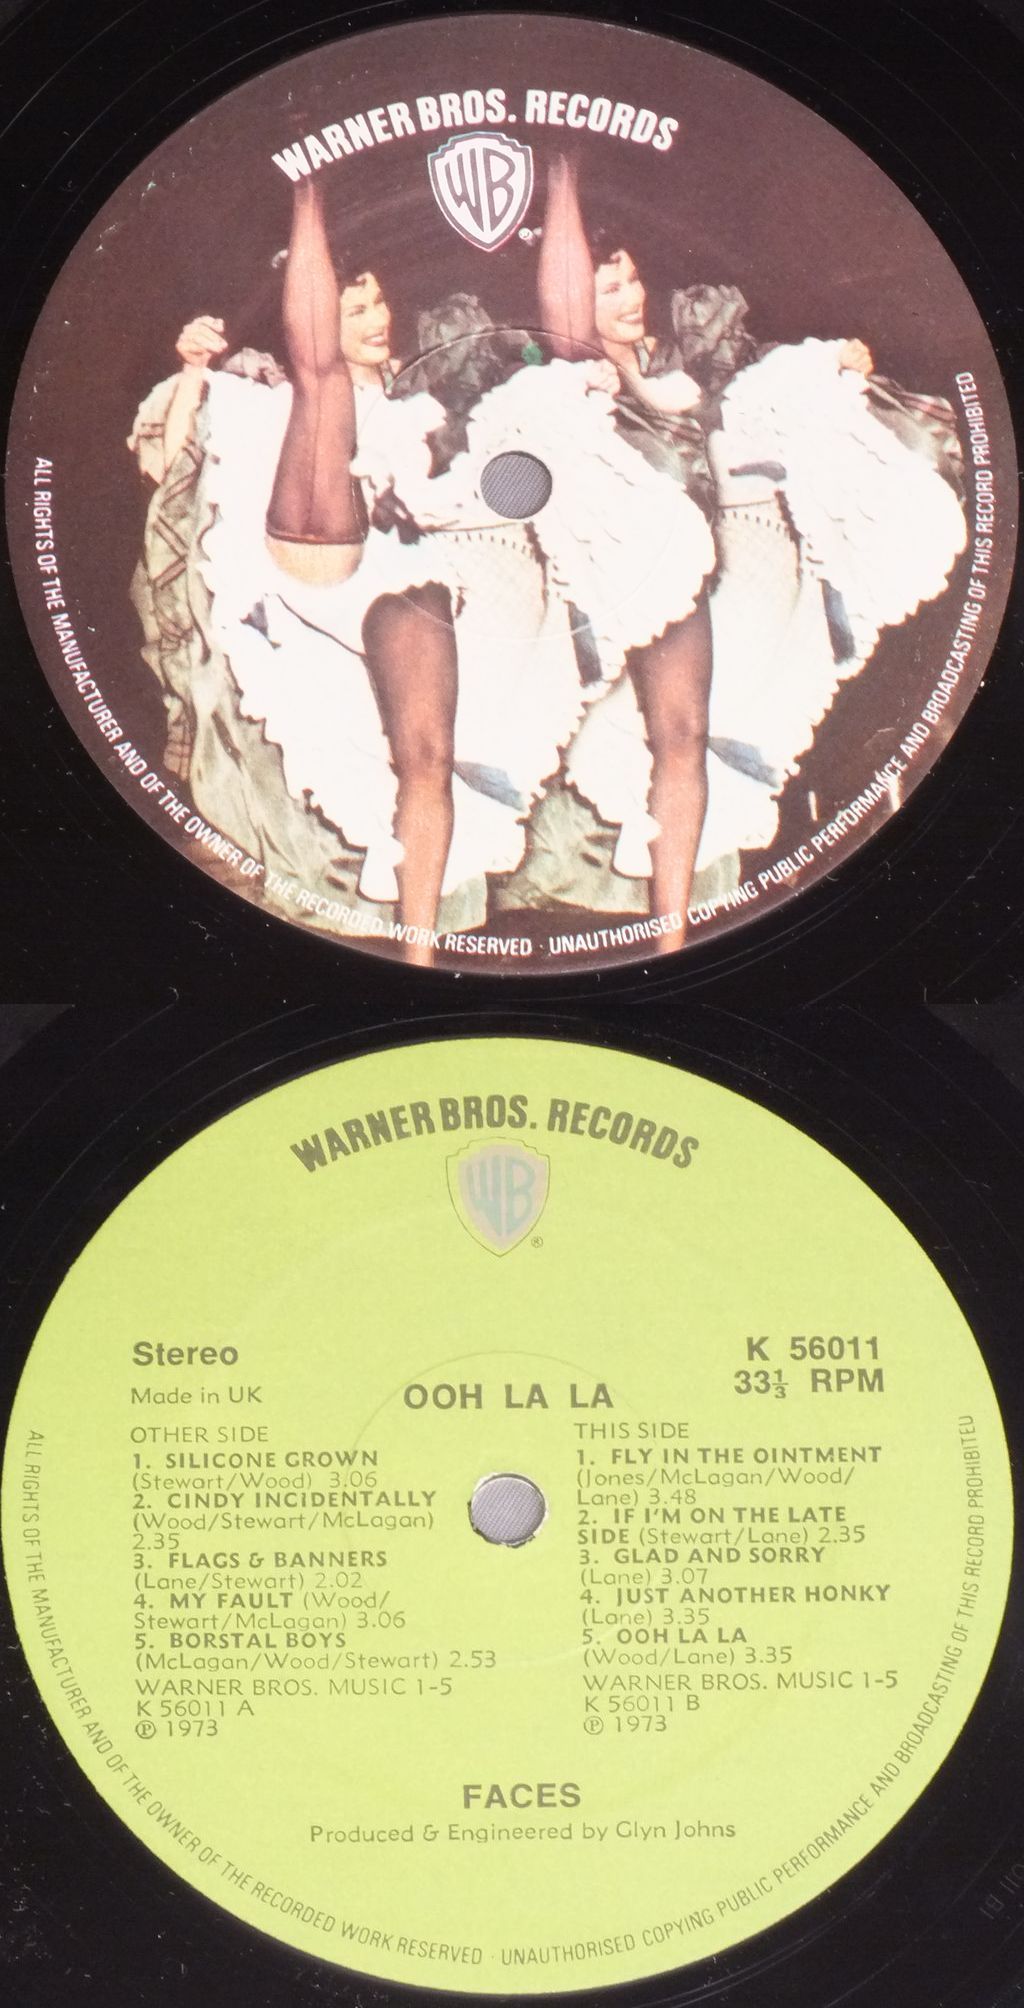 WARNER BROS. RECORDS
WB
®
ALL RIGHTS OF THE MANUFACTURER AND OF THE OWNER OF THE RECORDED WORK RESERVED · UNAUTHORISED COPYING PUBLIC PERFORMANCE AND BROADCASTING OF THIS RECORD PROHIBITED
WARNER BROS. RECORDS
WB
®
Stereo
K 56011
Made in UK
OOH LA LA
33⅓ RPM
OTHER SIDE
1. SILICONE GROWN
(Stewart/Wood) 3.06
2. CINDY INCIDENTALLY
(Wood/Stewart/McLagan)
2.35
3. FLAGS & BANNERS
(Lane/Stewart) 2.02
4. MY FAULT (Wood/
Stewart/McLagan) 3.06
5. BORSTAL BOYS
(McLagan/Wood/Stewart) 2.53
WARNER BROS. MUSIC 1-5
K 56011 A
℗ 1973
THIS SIDE
1. FLY IN THE OINTMENT
(Jones/McLagan/Wood/
Lane) 3.48
2. IF I'M ON THE LATE
SIDE (Stewart/Lane) 2.35
3. GLAD AND SORRY
(Lane) 3.07
4. JUST ANOTHER HONKY
(Lane) 3.35
5. OOH LA LA
(Wood/Lane) 3.35
WARNER BROS. MUSIC 1-5
K 56011 B
℗ 1973
FACES
Produced & Engineered by Glyn Johns
ALL RIGHTS OF THE MANUFACTURER AND OF THE OWNER OF THE RECORDED WORK RESERVED · UNAUTHORISED COPYING PUBLIC PERFORMANCE AND BROADCASTING OF THIS RECORD PROHIBITED